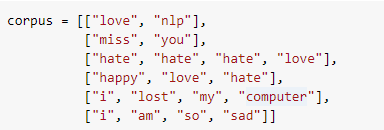 corpus = [["love", "nlp"],
["miss", "you"],
["hate", "hate", "hate", "love"],
["happy", "love", "hate"],
["i", "lost", "my", "computer"],
["i", "am", "so", "sad"]]